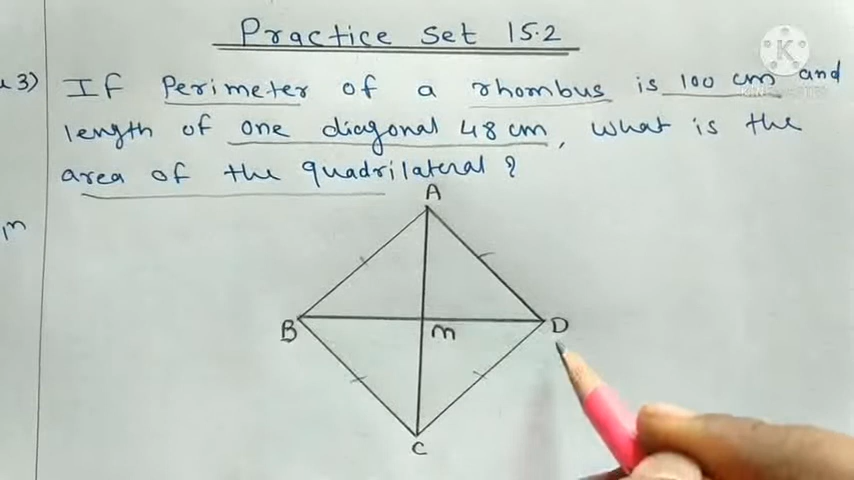 Practice Set 15.2
3) If Perimeter of a rhombus is 100 cm and
length of one diagonal 48 cm, what is the
area of the quadrilateral ?
m
A
B
m
D
C